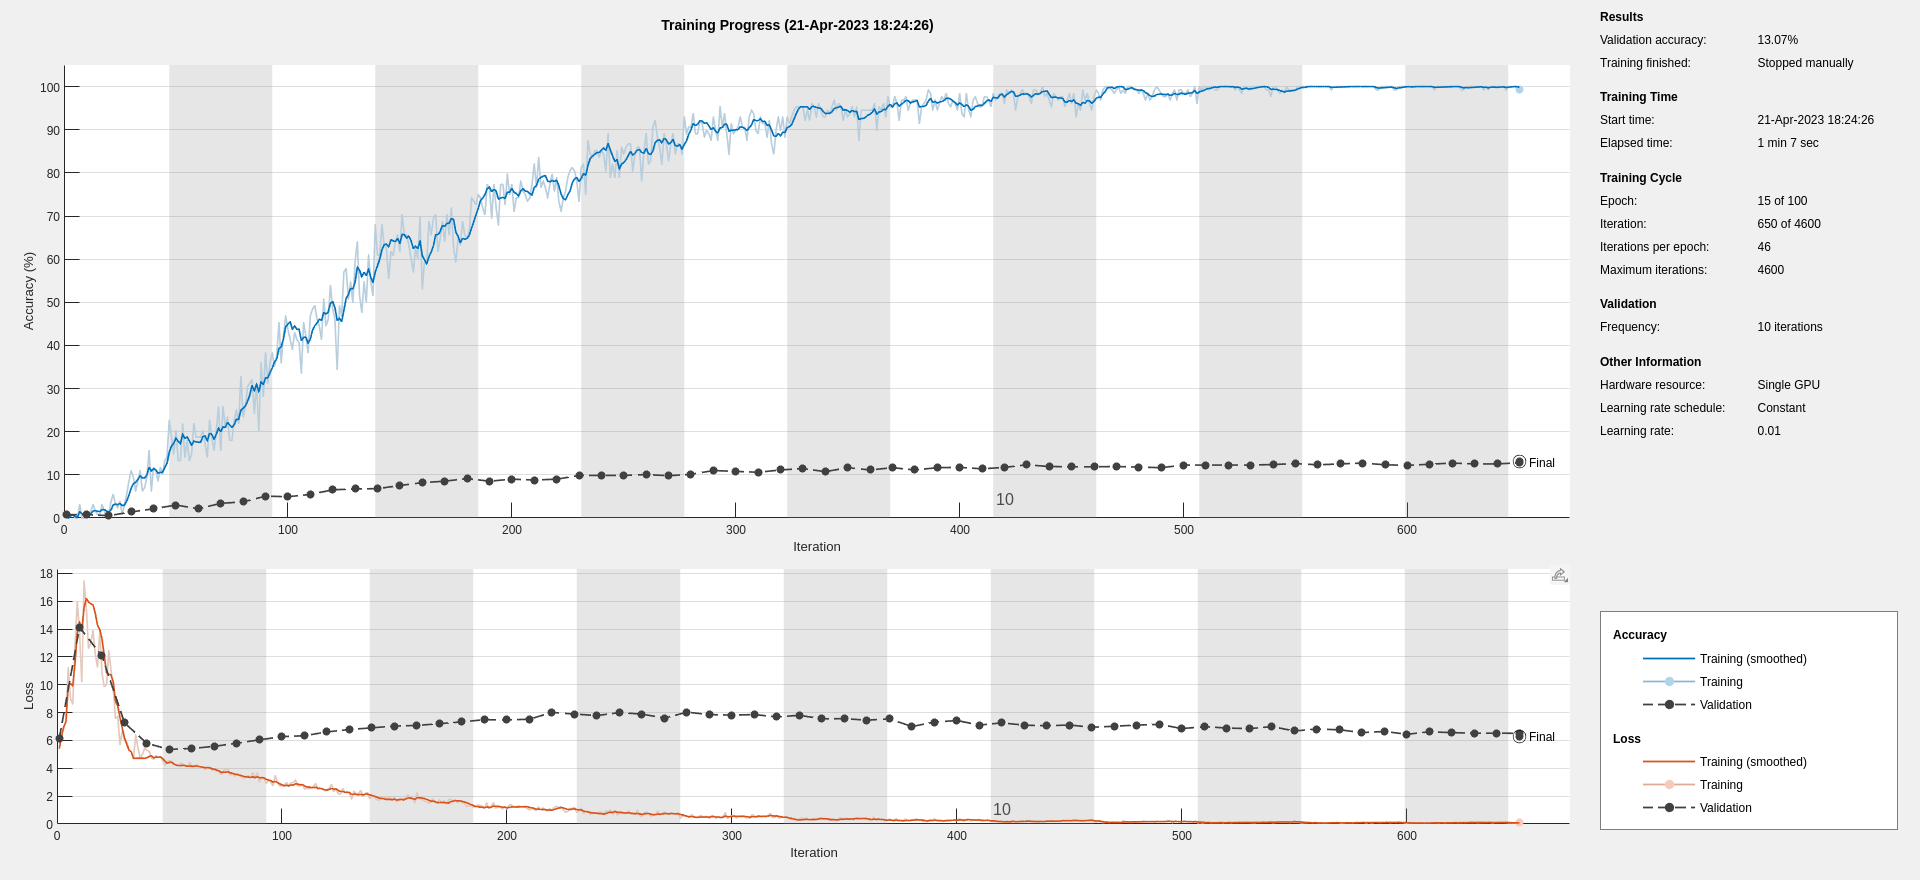 Training Progress (21-Apr-2023 18:24:26)
100
90
80
70
60
50
40
30
20
10
0
Accuracy (%)
Final
10
0 100 200 300 400 500 600
Iteration
18
16
14
12
10
8
6
4
2
0
Loss
Final
10
0 100 200 300 400 500 600
Iteration
Results
Validation accuracy: 13.07%
Training finished: Stopped manually
Training Time
Start time: 21-Apr-2023 18:24:26
Elapsed time: 1 min 7 sec
Training Cycle
Epoch: 15 of 100
Iteration: 650 of 4600
Iterations per epoch: 46
Maximum iterations: 4600
Validation
Frequency: 10 iterations
Other Information
Hardware resource: Single GPU
Learning rate schedule: Constant
Learning rate: 0.01
Accuracy
Training (smoothed)
Training
Validation
Loss
Training (smoothed)
Training
Validation